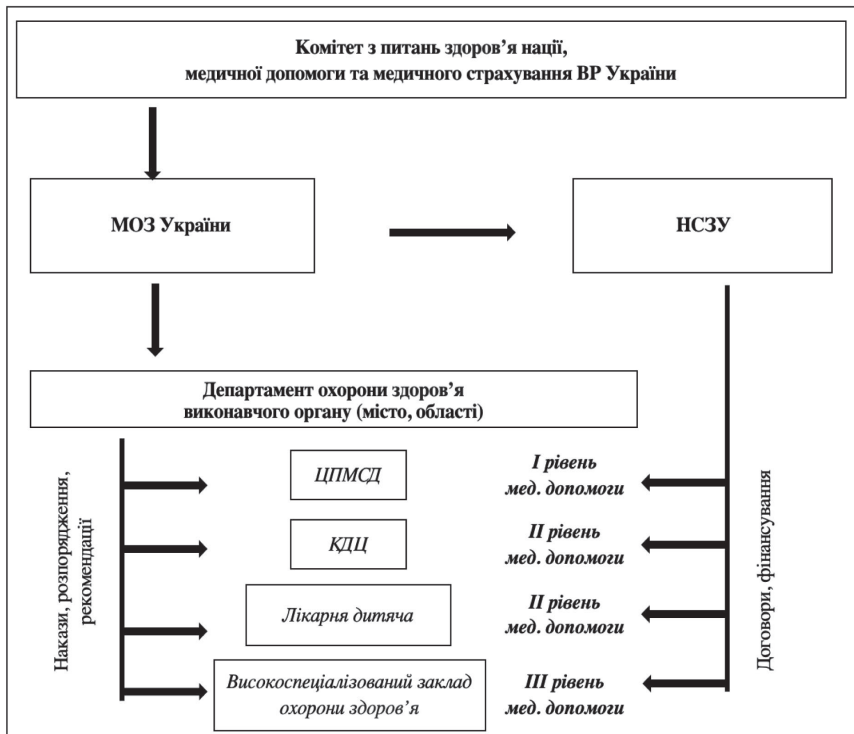 Комітет з питань здоров’я нації,
медичної допомоги та медичного страхування ВР України
МОЗ України
НСЗУ
Департамент охорони здоров’я
виконавчого органу (місто, області)
Накази, розпорядження,
рекомендації
ЦПМСД
І рівень
мед. допомоги
КДЦ
ІІ рівень
мед. допомоги
Лікарня дитяча
ІІ рівень
мед. допомоги
Високоспеціалізований заклад
охорони здоров’я
ІІІ рівень
мед. допомоги
Договори, фінансування